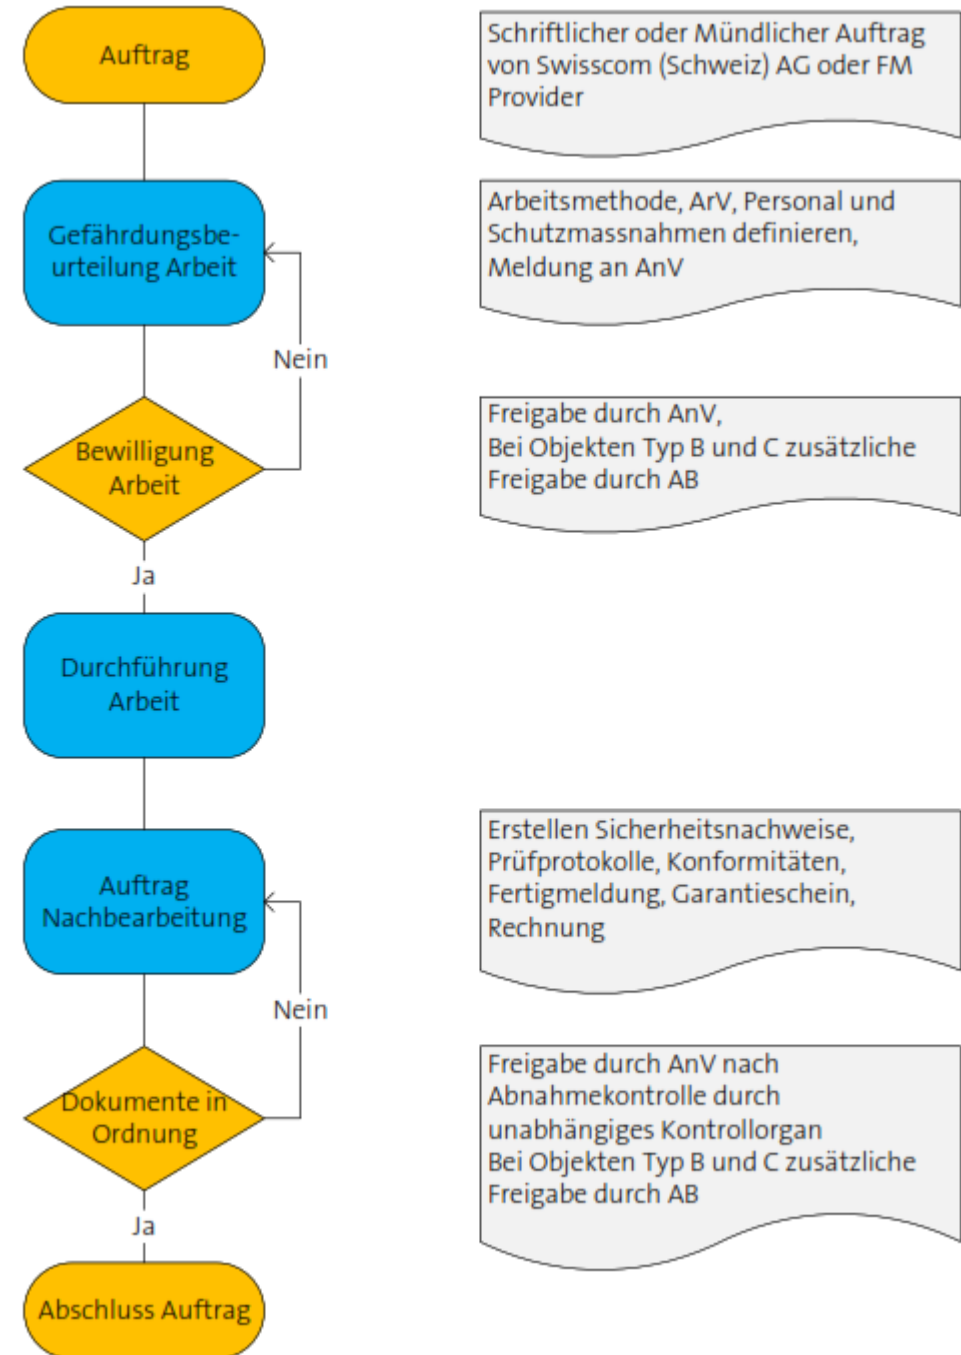 Auftrag
Schriftlicher oder Mündlicher Auftrag
von Swisscom (Schweiz) AG oder FM
Provider
Gefährdungsbe-
urteilung Arbeit
Arbeitsmethode, ArV, Personal und
Schutzmassnahmen definieren,
Meldung an AnV
Nein
Bewilligung
Arbeit
Freigabe durch AnV,
Bei Objekten Typ B und C zusätzliche
Freigabe durch AB
Ja
Durchführung
Arbeit
Auftrag
Nachbearbeitung
Erstellen Sicherheitsnachweise,
Prüfprotokolle, Konformitäten,
Fertigmeldung, Garantieschein,
Rechnung
Nein
Dokumente in
Ordnung
Freigabe durch AnV nach
Abnahmekontrolle durch
unabhängiges Kontrollorgan
Bei Objekten Typ B und C zusätzliche
Freigabe durch AB
Ja
Abschluss Auftrag